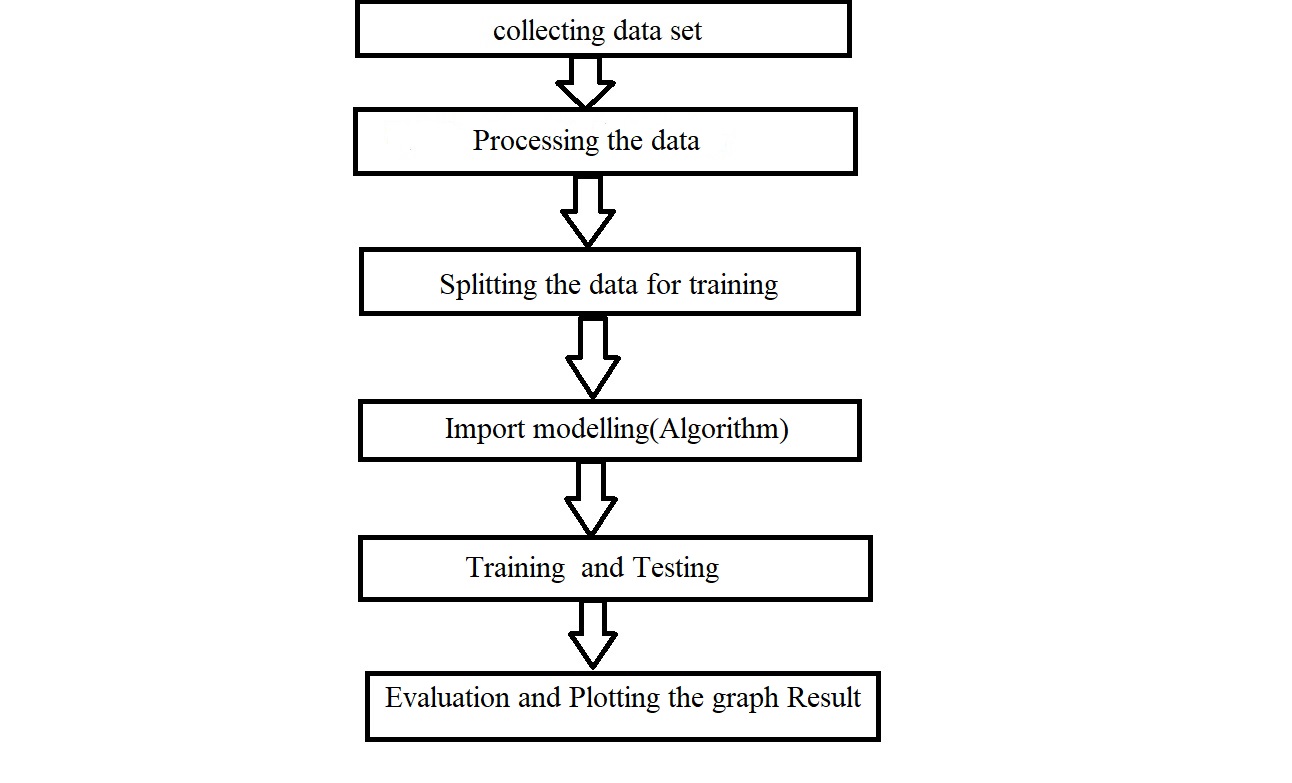 collecting data set
Processing the data
Splitting the data for training
Import modelling(Algorithm)
Training  and Testing
Evaluation and Plotting the graph Result